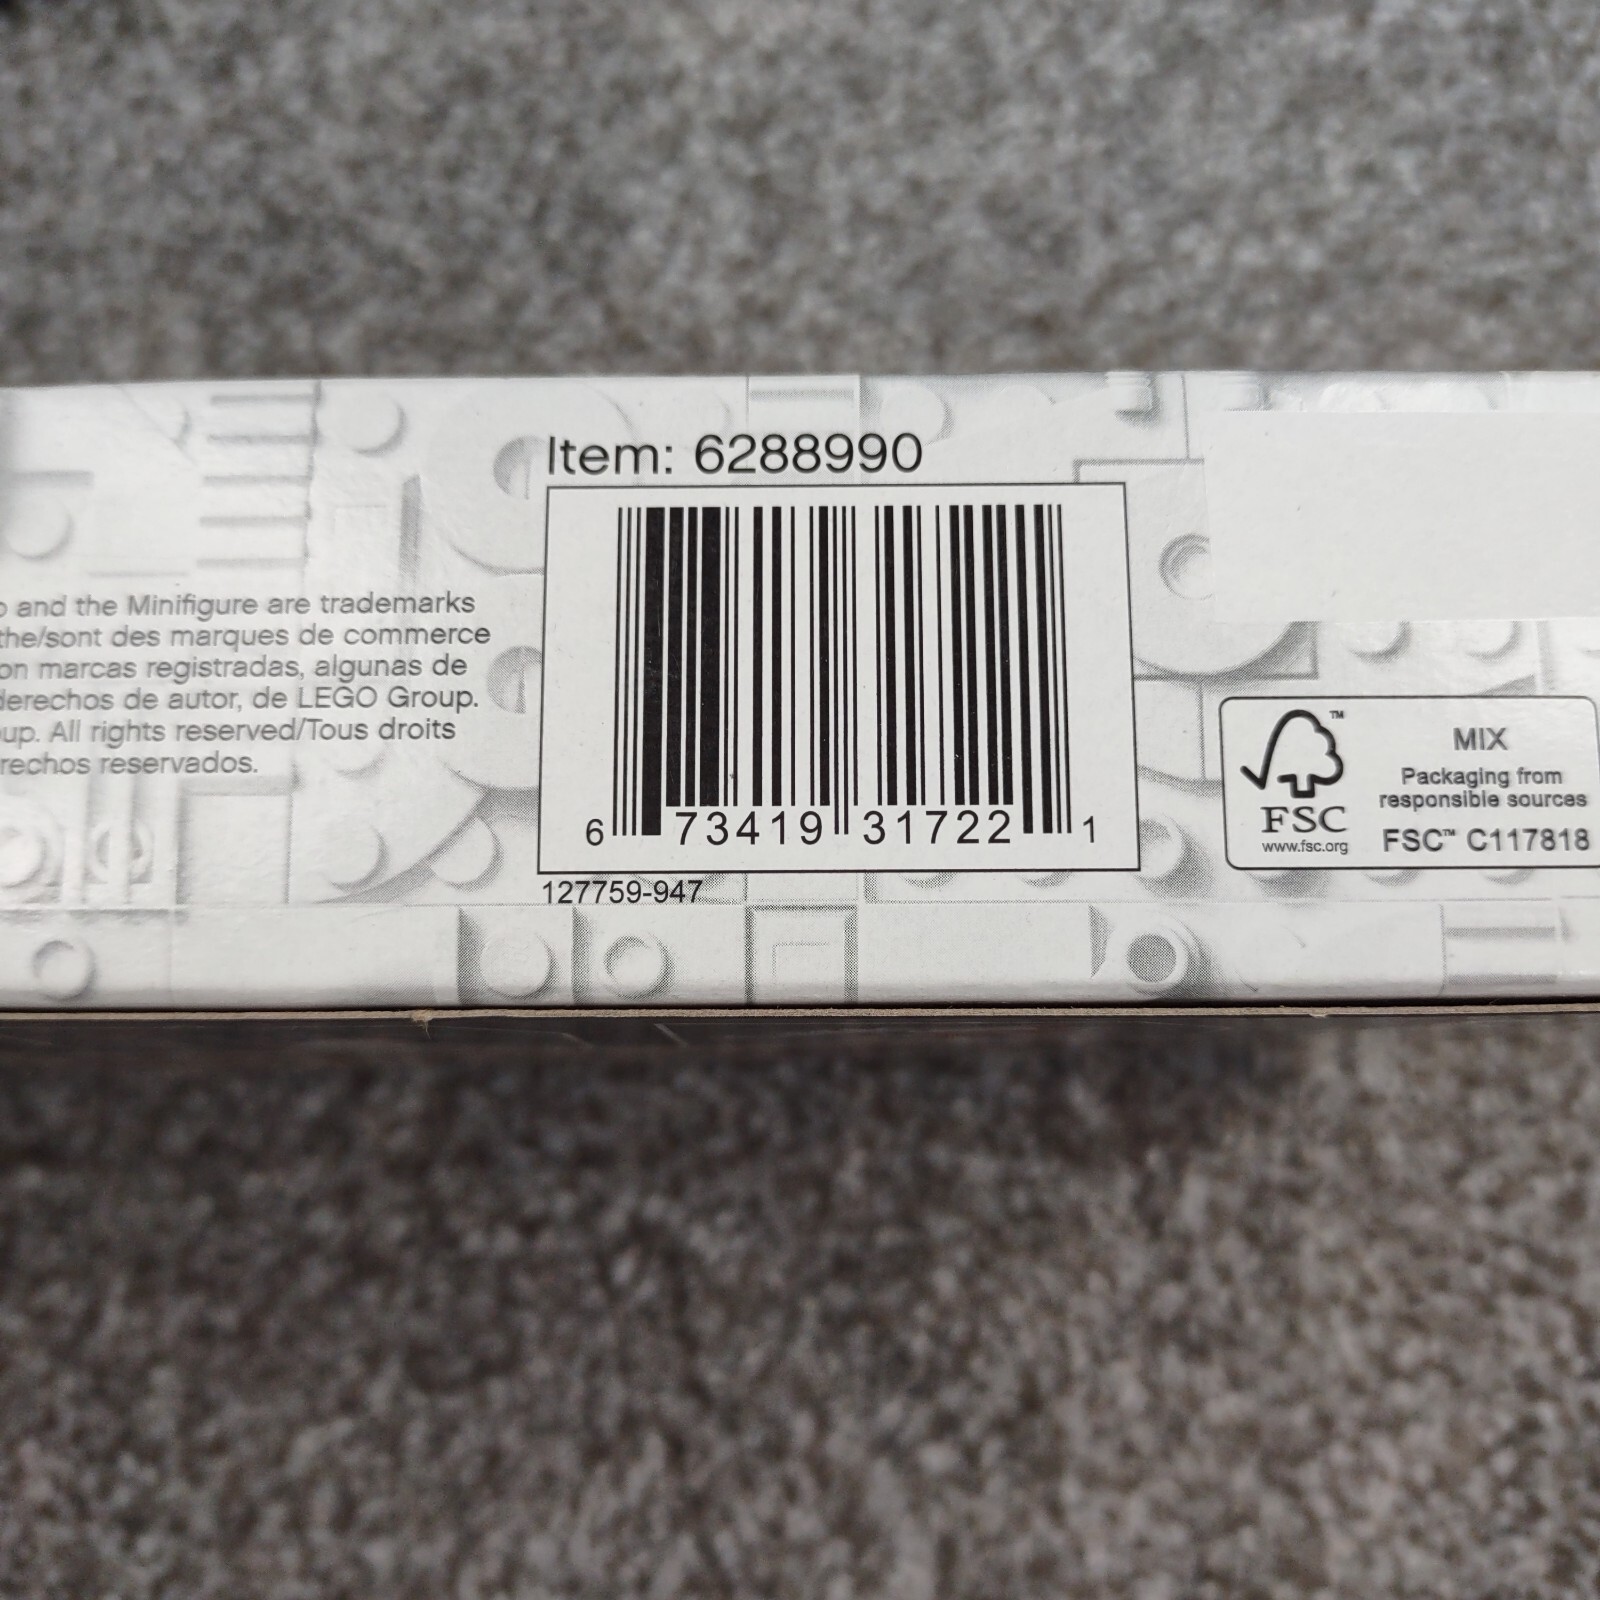 Item: 6288990
and the Minifigure are trademarks
the/sont des marques de commerce
on marcas registradas, algunas de
derechos de autor, de LEGO Group.
up. All rights reserved/Tous droits
rechos reservados.
6 73419 31722 1
127759-947
™
FSC
www.fsc.org
MIX
Packaging from
responsible sources
FSC™ C117818